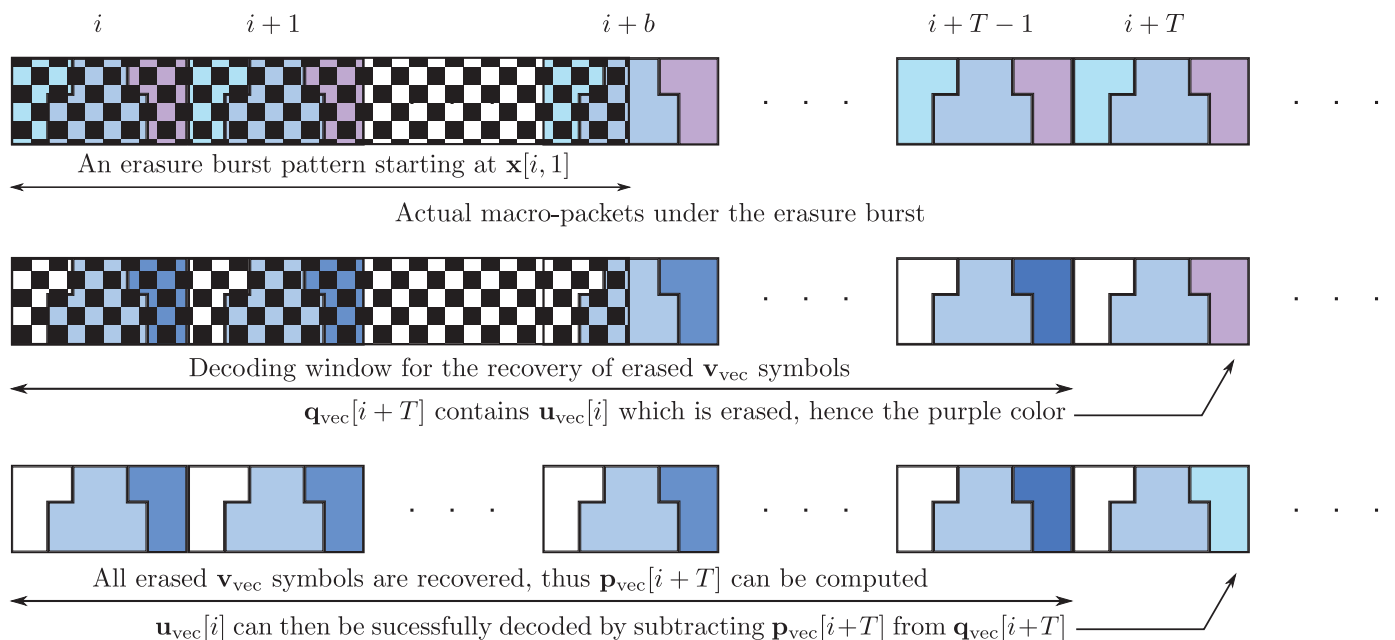 i i + 1 i + b i + T − 1 i + T
· · · · · ·
An erasure burst pattern starting at x[i, 1]
Actual macro-packets under the erasure burst
· · · · · ·
Decoding window for the recovery of erased v_vec symbols
q_vec[i + T] contains u_vec[i] which is erased, hence the purple color
· · · · · · · · ·
All erased v_vec symbols are recovered, thus p_vec[i + T] can be computed
u_vec[i] can then be sucessfully decoded by subtracting p_vec[i+T] from q_vec[i+T]